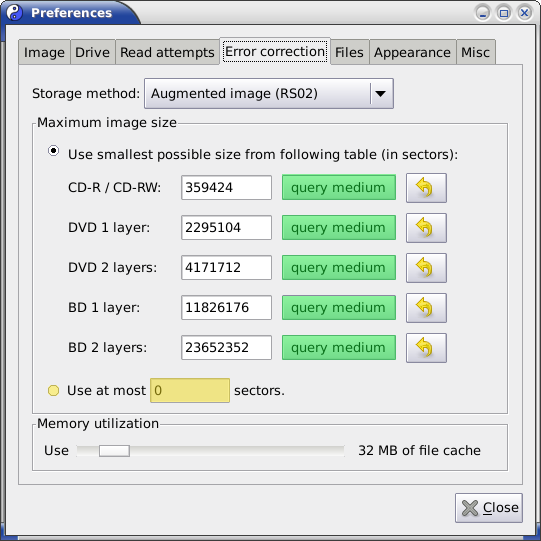 Preferences
Image Drive Read attempts Error correction Files Appearance Misc
Storage method: Augmented image (RS02)
Maximum image size
Use smallest possible size from following table (in sectors):
CD-R / CD-RW: 359424 query medium
DVD 1 layer: 2295104 query medium
DVD 2 layers: 4171712 query medium
BD 1 layer: 11826176 query medium
BD 2 layers: 23652352 query medium
Use at most 0 sectors.
Memory utilization
Use 32 MB of file cache
Close